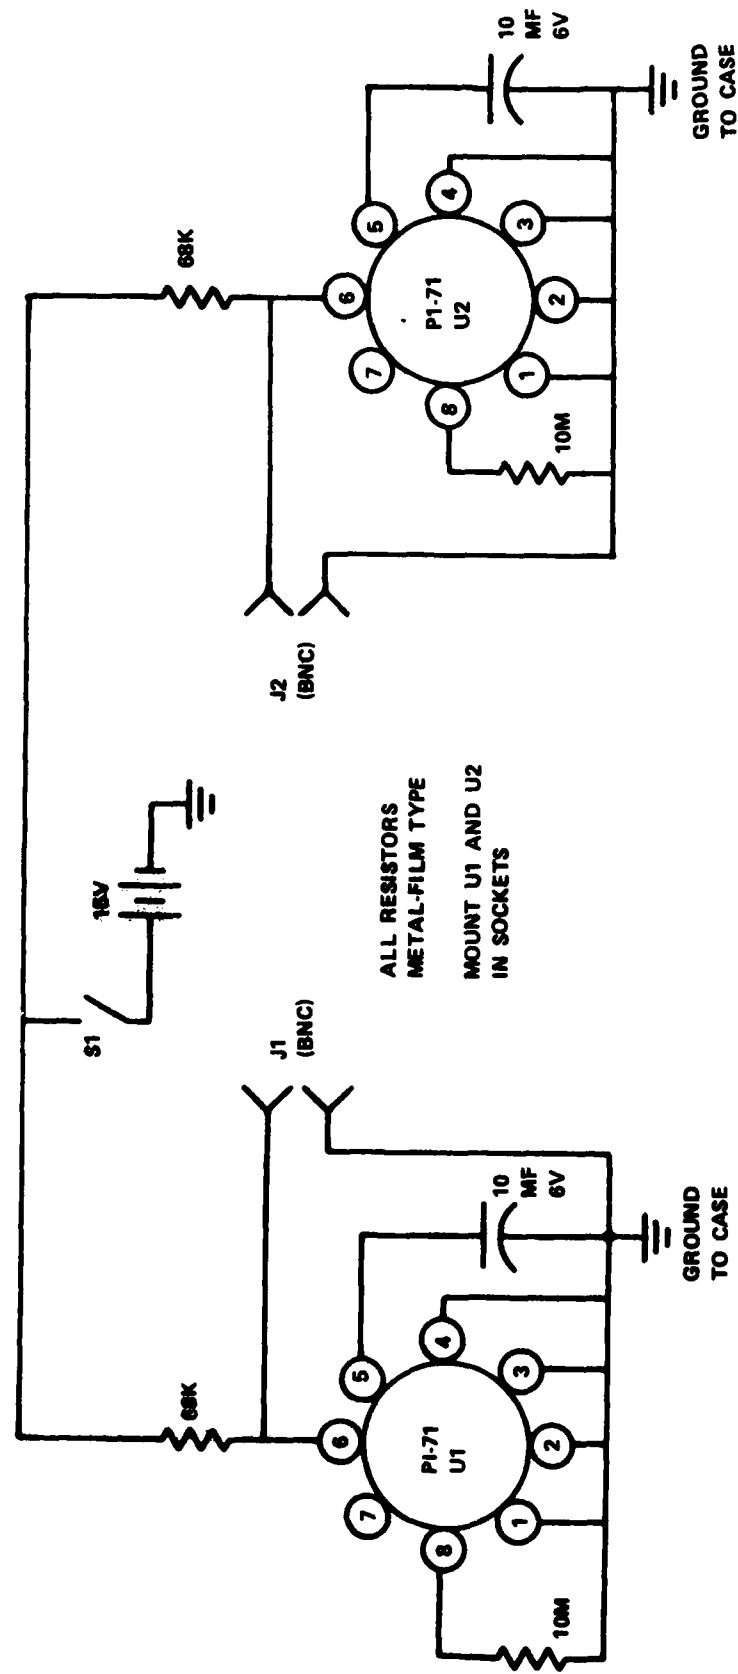 68K
S1
68K
J1
(BNC)
J2
(BNC)
6
7
5
PI-71
U1
8
4
1
2
3
10M
10
MF
6V
GROUND
TO CASE
ALL RESISTORS
METAL-FILM TYPE
MOUNT U1 AND U2
IN SOCKETS
6
7
5
P1-71
U2
8
4
1
2
3
10M
10
MF
6V
GROUND
TO CASE